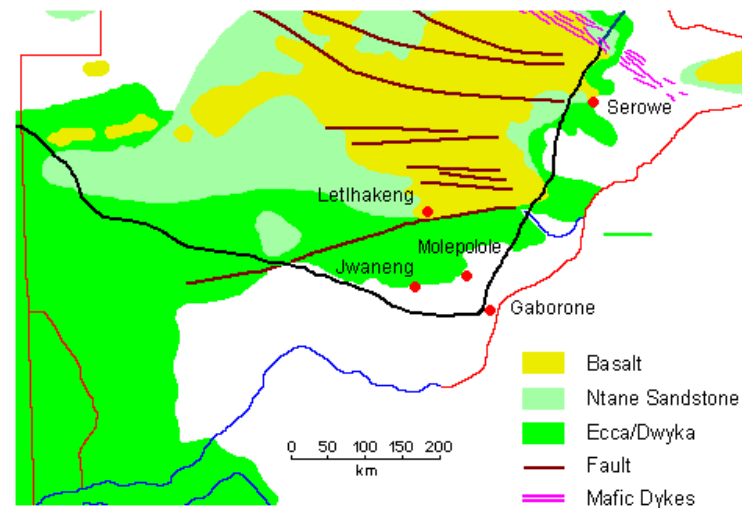 Serowe
Letlhakeng
Molepolole
Jwaneng
Gaborone
Basalt
Ntane Sandstone
Ecca/Dwyka
Fault
Mafic Dykes
0 50 100 150 200
km